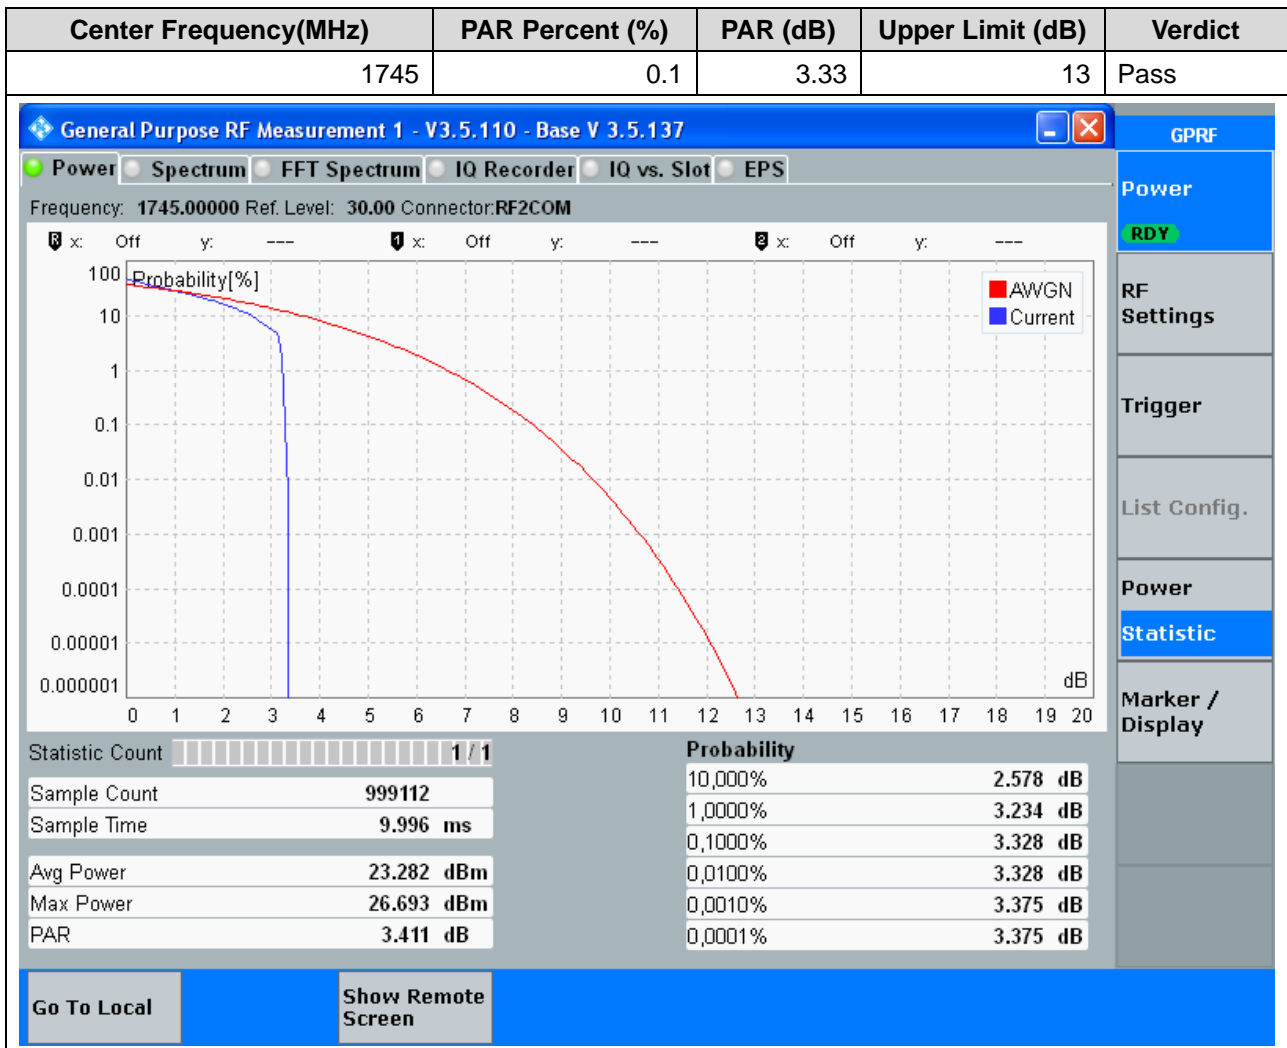 Center Frequency(MHz) PAR Percent (%) PAR (dB) Upper Limit (dB) Verdict
1745 0.1 3.33 13 Pass
General Purpose RF Measurement 1 - V3.5.110 - Base V 3.5.137
GPRF
Power Spectrum FFT Spectrum IQ Recorder IQ vs. Slot EPS
Frequency: 1745.00000 Ref. Level: 30.00 Connector:RF2COM
R x: Off y: --- 1 x: Off y: --- 2 x: Off y: ---
Probability[%]
AWGN
Current
100
10
1
0.1
0.01
0.001
0.0001
0.00001
0.000001
dB
0 1 2 3 4 5 6 7 8 9 10 11 12 13 14 15 16 17 18 19 20
Statistic Count 1 / 1
Sample Count 999112
Sample Time 9.996 ms
Avg Power 23.282 dBm
Max Power 26.693 dBm
PAR 3.411 dB
Probability
10,000% 2.578 dB
1,0000% 3.234 dB
0,1000% 3.328 dB
0,0100% 3.328 dB
0,0010% 3.375 dB
0,0001% 3.375 dB
Power
RDY
RF
Settings
Trigger
List Config.
Power
Statistic
Marker /
Display
Go To Local
Show Remote
Screen